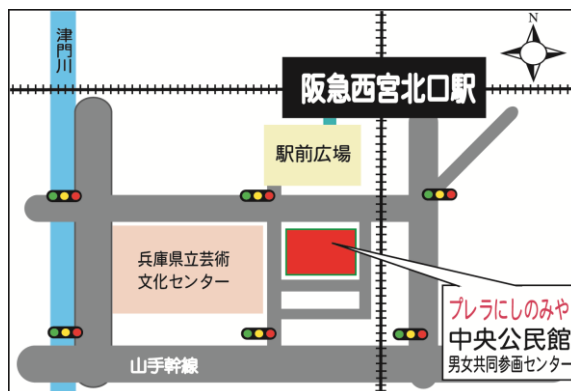 N
津門川
阪急西宮北口駅
駅前広場
兵庫県立芸術
文化センター
プレラにしのみや
中央公民館
男女共同参画センター
山手幹線